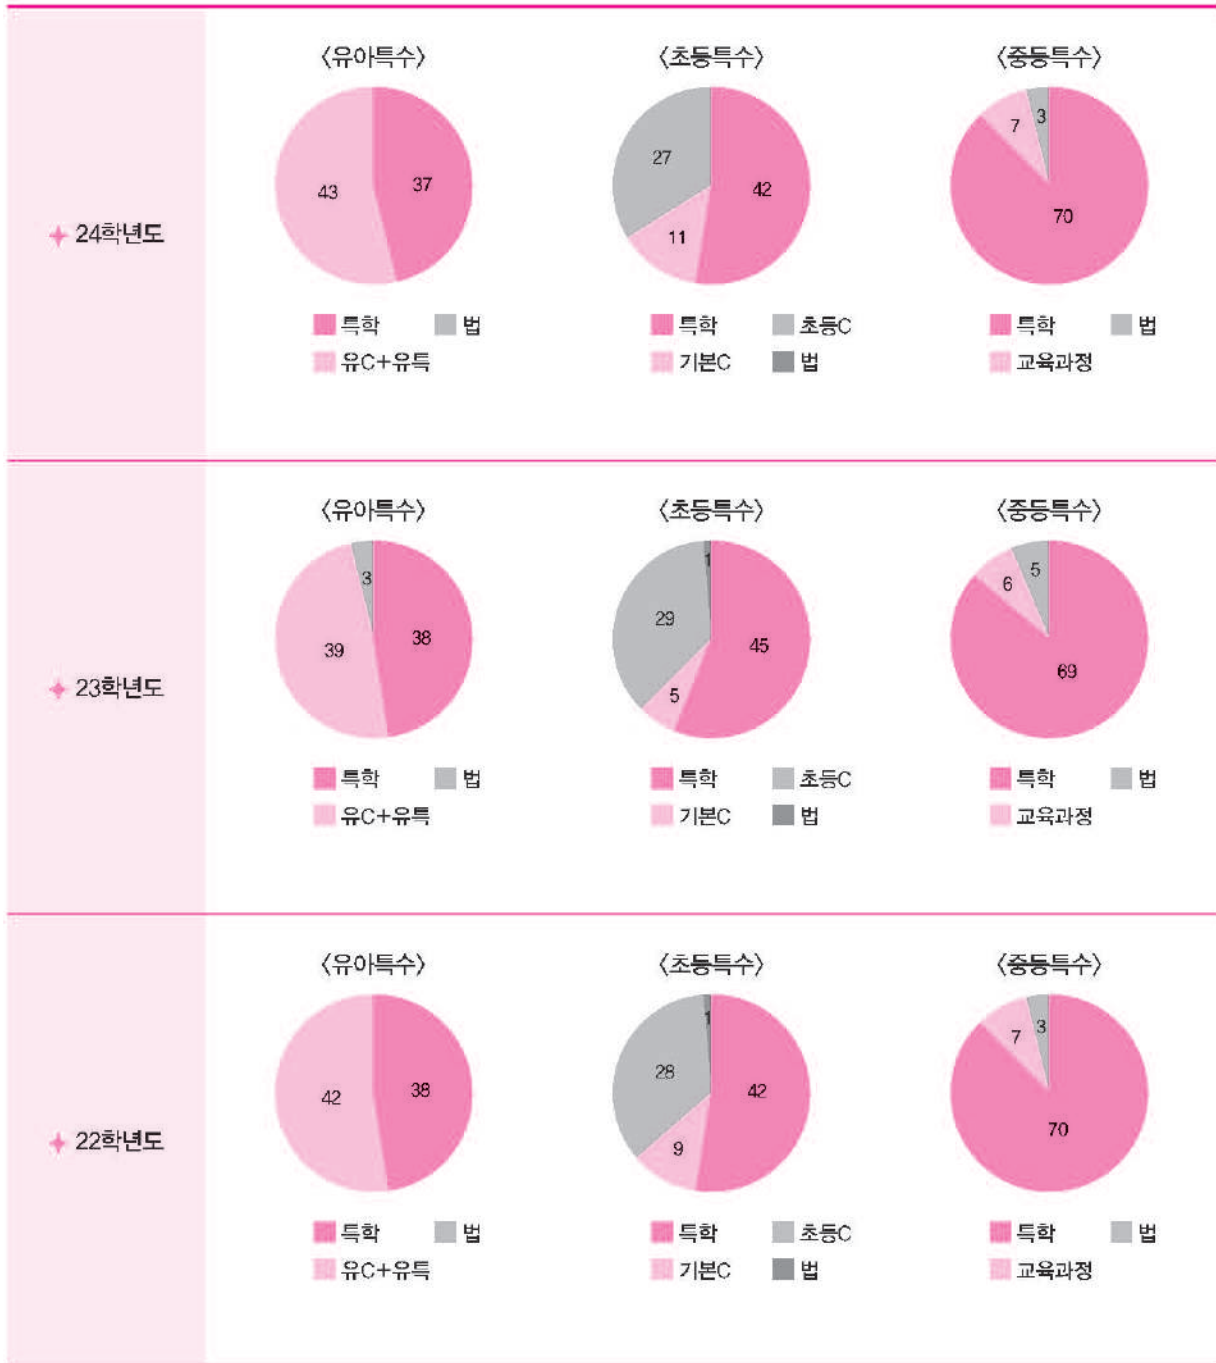 〈유아특수〉 〈초등특수〉 〈중등특수〉
43 37
27 42 11
7 3 70
24학년도
특학 법
유C+유특
특학 초등C
기본C 법
특학 법
교육과정
〈유아특수〉 〈초등특수〉 〈중등특수〉
3 39 38
1 29 45 5
6 5 69
23학년도
특학 법
유C+유특
특학 초등C
기본C 법
특학 법
교육과정
〈유아특수〉 〈초등특수〉 〈중등특수〉
42 38
1 28 42 9
7 3 70
22학년도
특학 법
유C+유특
특학 초등C
기본C 법
특학 법
교육과정